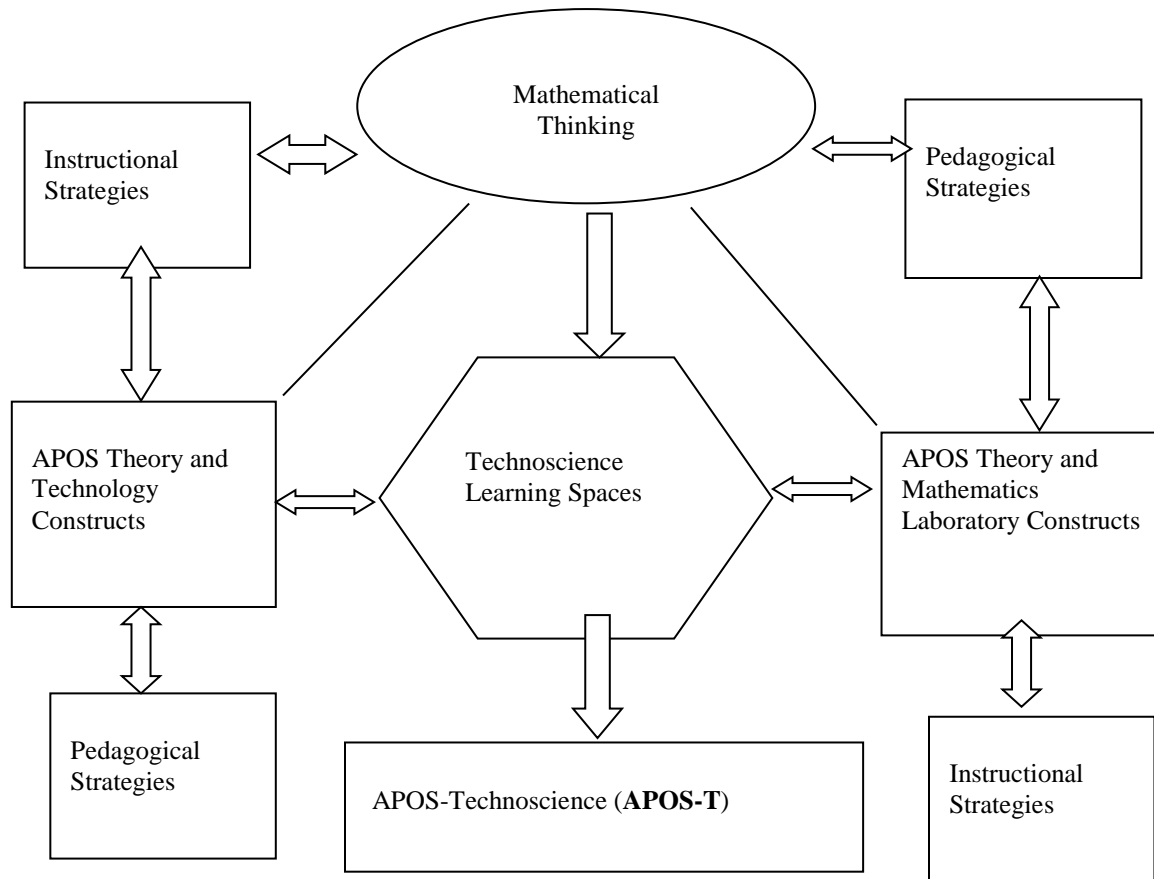 Mathematical
Thinking
Instructional
Strategies
Pedagogical
Strategies
APOS Theory and
Technology
Constructs
Technoscience
Learning Spaces
APOS Theory and
Mathematics
Laboratory Constructs
Pedagogical
Strategies
APOS-Technoscience (APOS-T)
Instructional
Strategies